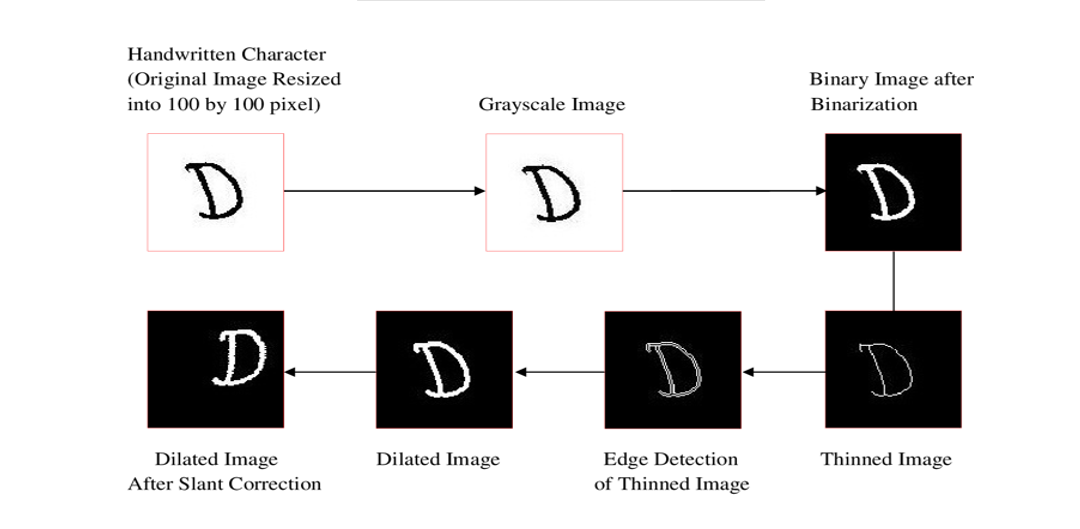 Handwritten Character
(Original Image Resized
into 100 by 100 pixel)
Grayscale Image
Binary Image after
Binarization
D
D
D
D
D
D
D
Dilated Image
After Slant Correction
Dilated Image
Edge Detection
of Thinned Image
Thinned Image